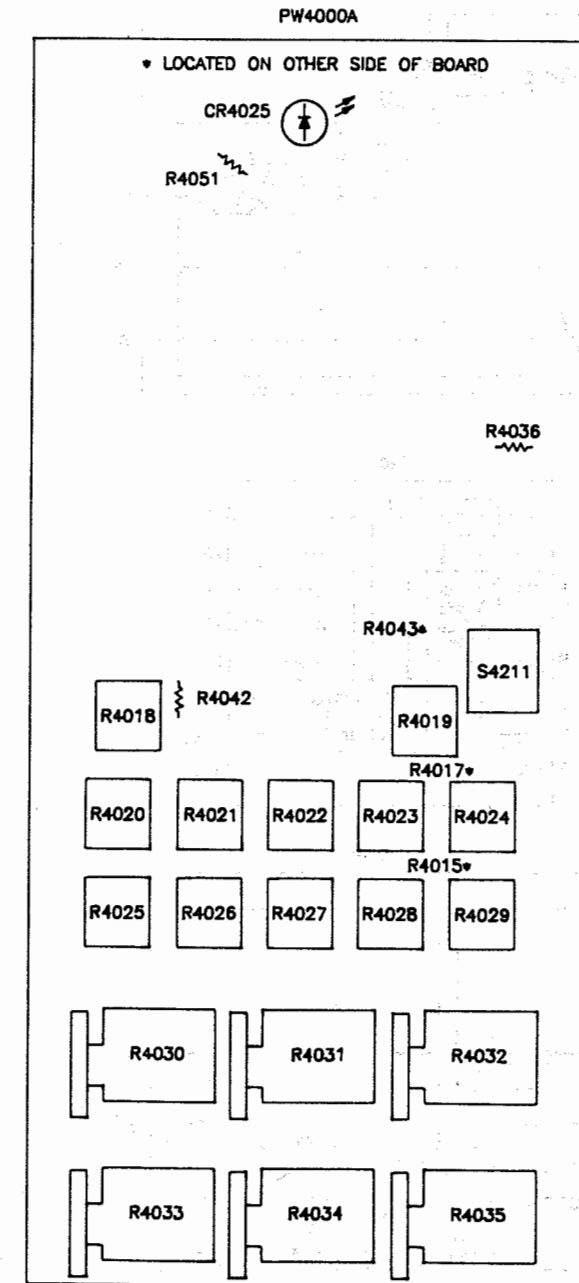 PW4000A
* LOCATED ON OTHER SIDE OF BOARD
CR4025
R4051
R4036
R4043*
S4211
R4018
R4042
R4019
R4017*
R4020 R4021 R4022 R4023 R4024
R4015*
R4025 R4026 R4027 R4028 R4029
R4030 R4031 R4032
R4033 R4034 R4035